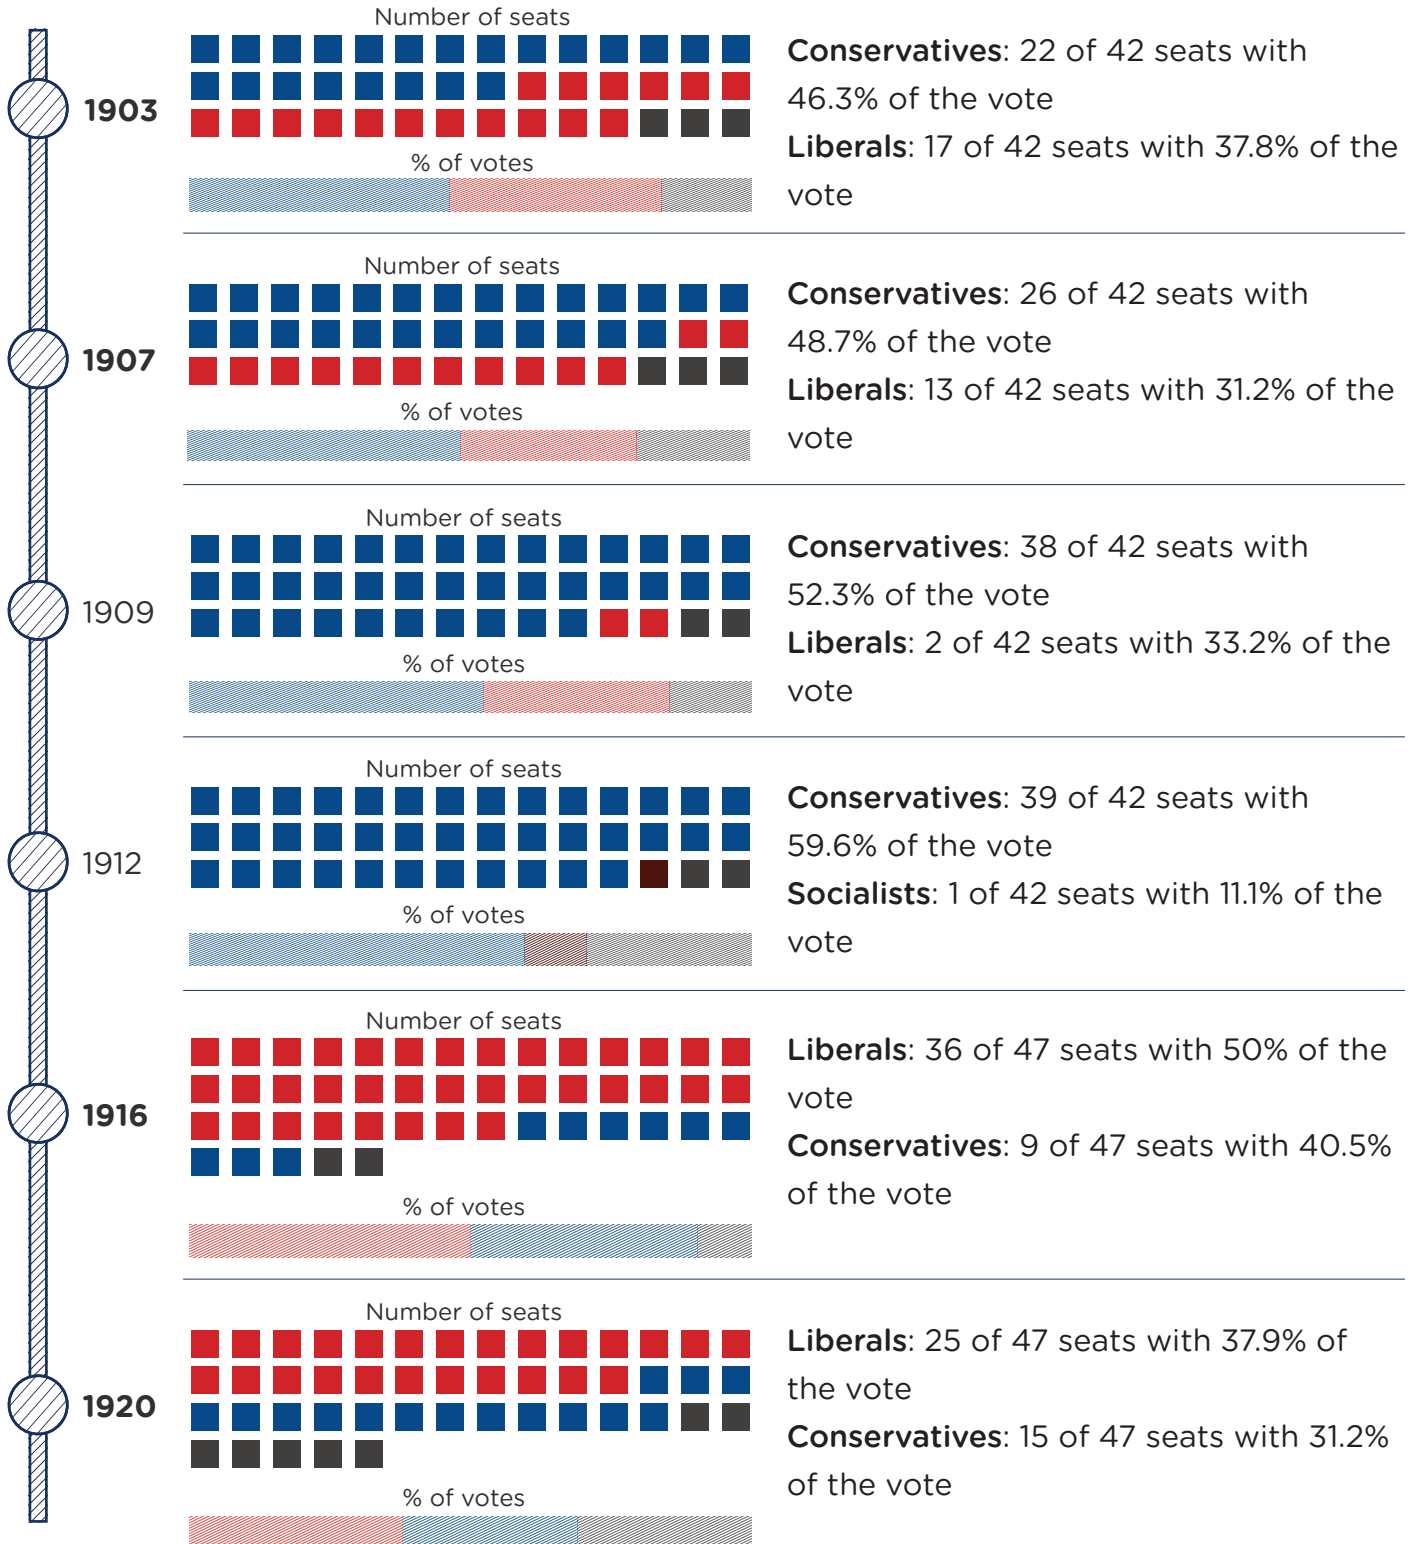 Number of seats
1903
% of votes
Conservatives: 22 of 42 seats with
46.3% of the vote
Liberals: 17 of 42 seats with 37.8% of the
vote
Number of seats
1907
% of votes
Conservatives: 26 of 42 seats with
48.7% of the vote
Liberals: 13 of 42 seats with 31.2% of the
vote
Number of seats
1909
% of votes
Conservatives: 38 of 42 seats with
52.3% of the vote
Liberals: 2 of 42 seats with 33.2% of the
vote
Number of seats
1912
% of votes
Conservatives: 39 of 42 seats with
59.6% of the vote
Socialists: 1 of 42 seats with 11.1% of the
vote
Number of seats
1916
% of votes
Liberals: 36 of 47 seats with 50% of the
vote
Conservatives: 9 of 47 seats with 40.5%
of the vote
Number of seats
1920
% of votes
Liberals: 25 of 47 seats with 37.9% of
the vote
Conservatives: 15 of 47 seats with 31.2%
of the vote